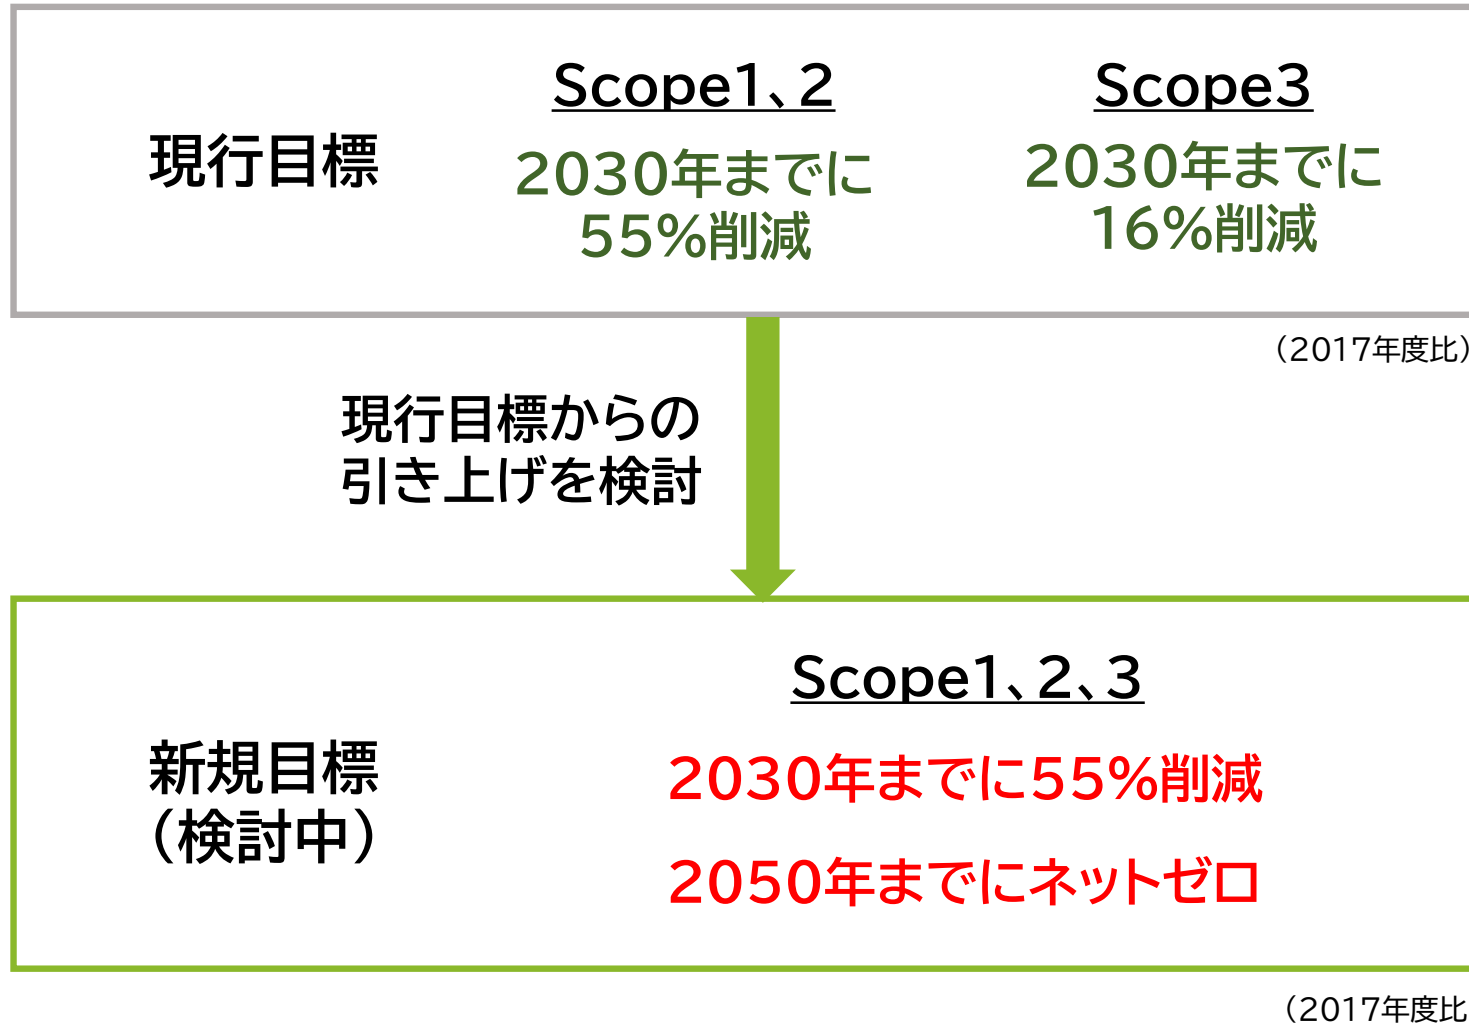 現行目標
Scope1、2
2030年までに
55%削減
Scope3
2030年までに
16%削減
（2017年度比）
現行目標からの
引き上げを検討
新規目標
（検討中）
Scope1、2、3
2030年までに55%削減
2050年までにネットゼロ
（2017年度比